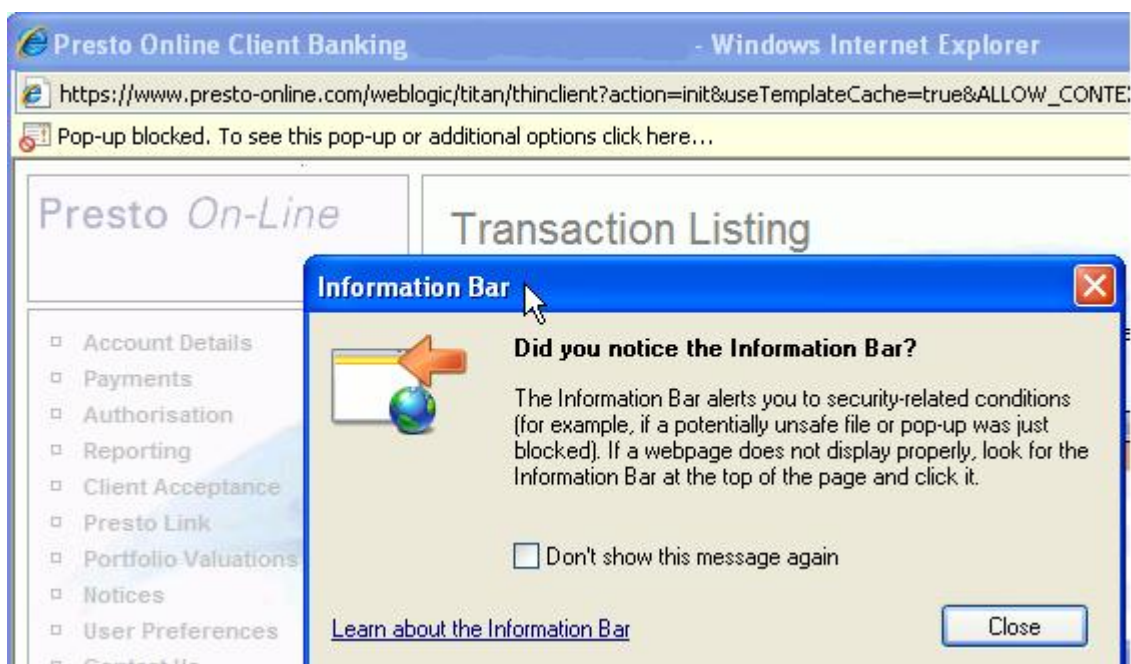 Presto Online Client Banking - Windows Internet Explorer
https://www.presto-online.com/weblogic/titan/thinclient?action=init&useTemplateCache=true&ALLOW_CONTE
Pop-up blocked. To see this pop-up or additional options click here...
Presto On-Line
Transaction Listing
Information Bar
Did you notice the Information Bar?
The Information Bar alerts you to security-related conditions
(for example, if a potentially unsafe file or pop-up was just
blocked). If a webpage does not display properly, look for the
Information Bar at the top of the page and click it.
Don't show this message again
Learn about the Information Bar
Close
Account Details
Payments
Authorisation
Reporting
Client Acceptance
Presto Link
Portfolio Valuations
Notices
User Preferences
Contact Us